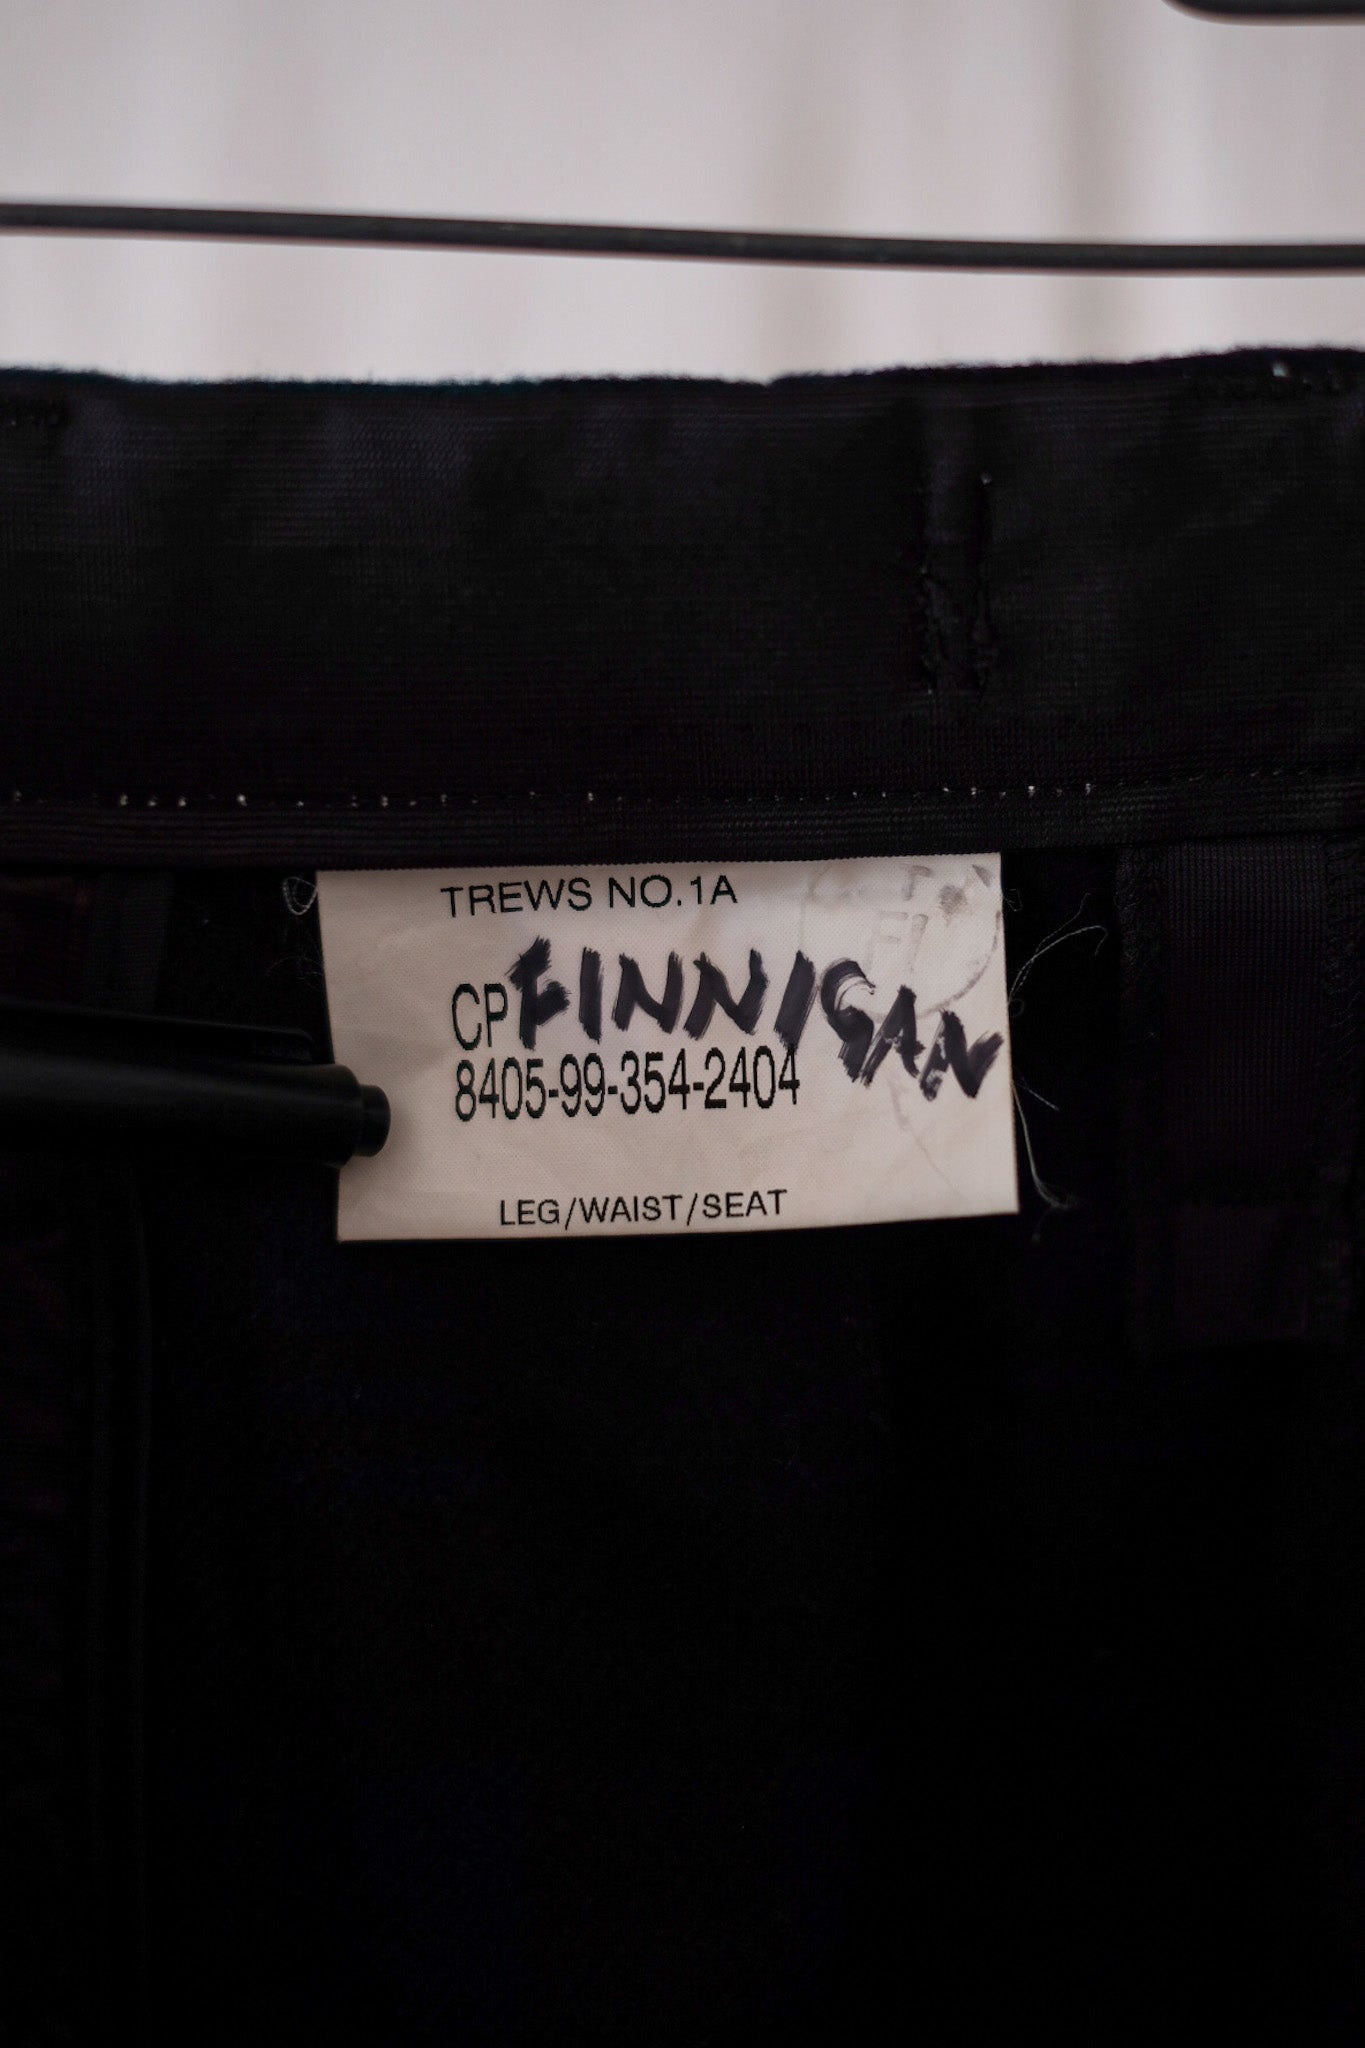 TREWS NO.1A
CP FINNIGAN
8405-99-354-2404
LEG/WAIST/SEAT